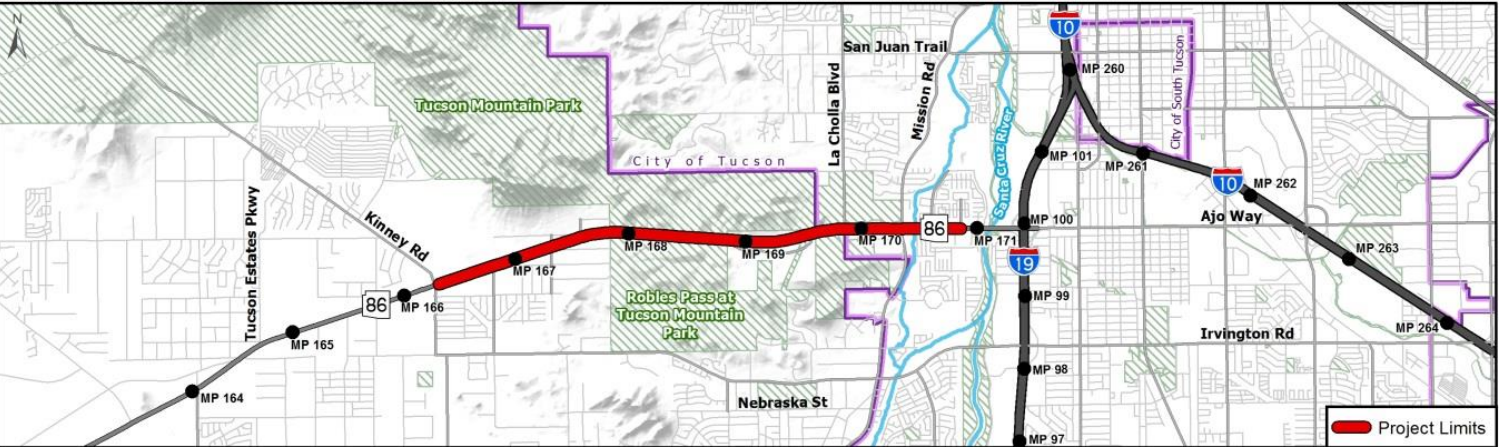 N
10
San Juan Trail
MP 260
La Cholla Blvd
Mission Rd
Tucson Mountain Park
City of South Tucson
Santa Cruz River
City of Tucson
MP 101
MP 261
10
MP 262
Tucson Estates Pkwy
Kinney Rd
MP 168
MP 169
MP 170
86
MP 171
MP 100
Ajo Way
MP 167
19
MP 263
86
MP 166
Robles Pass at
Tucson Mountain
Park
MP 99
MP 165
MP 264
Irvington Rd
MP 98
MP 164
Nebraska St
MP 97
Project Limits